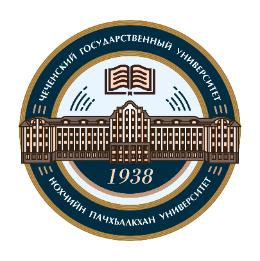 ЧЕЧЕНСКИЙ ГОСУДАРСТВЕННЫЙ УНИВЕРСИТЕТ
1938
НОХЧИЙН ПАЧХЬАЛКХАН УНИВЕРСИТЕТ